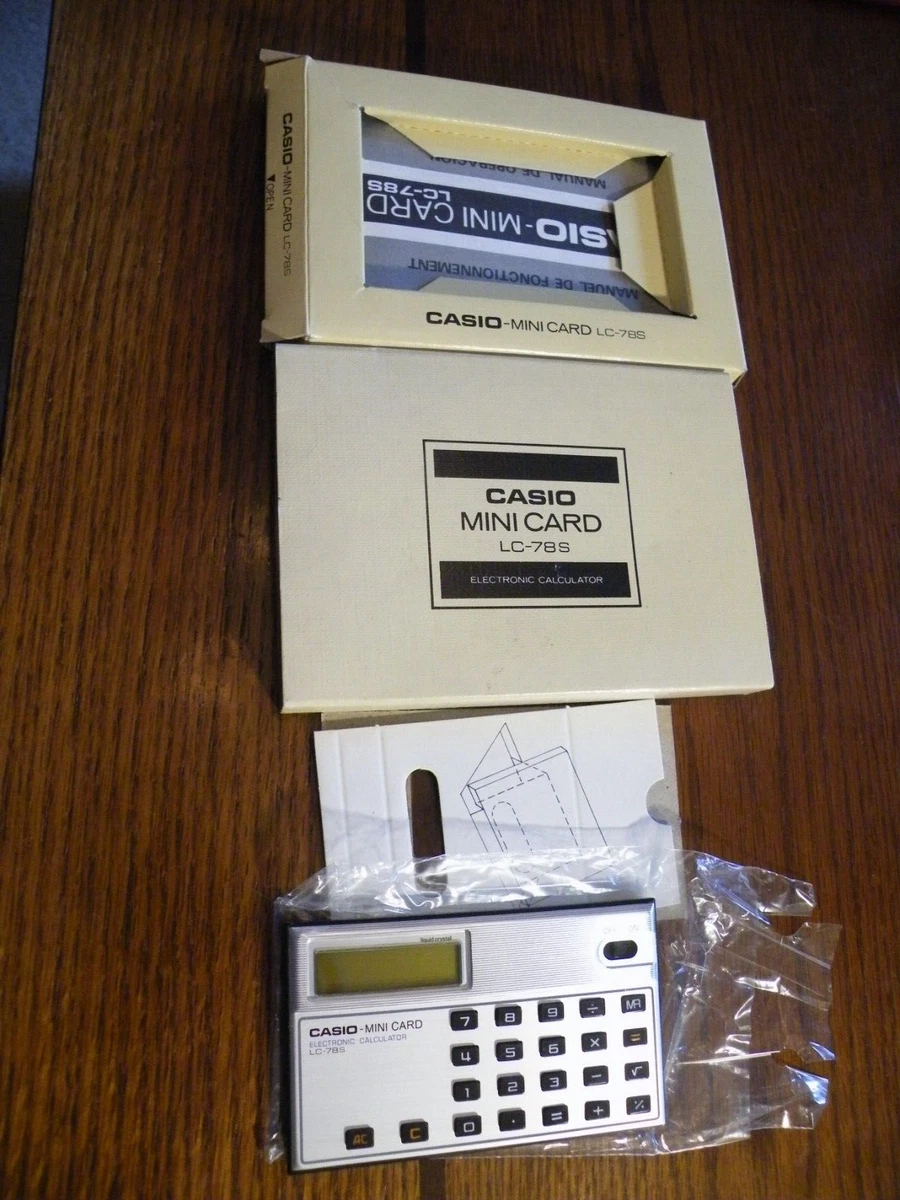 CASIO-MINI CARD LC-78S
▼OPEN
MANUAL DE OPERACION
LC-78S
ASIO-MINI CARD
MANUEL DE FONCTIONNEMENT
CASIO-MINI CARD LC-78S
CASIO
MINI CARD
LC-78S
ELECTRONIC CALCULATOR
liquid crystal
OFF ON
CASIO-MINI CARD
ELECTRONIC CALCULATOR
LC-78S
7 8 9 ÷ MR
4 5 6 × =
1 2 3 − √
AC C 0 . = + %